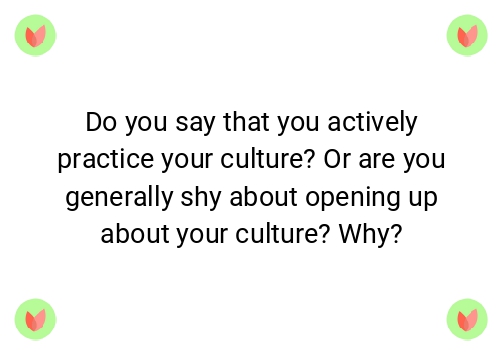 Do you say that you actively
practice your culture? Or are you
generally shy about opening up
about your culture? Why?